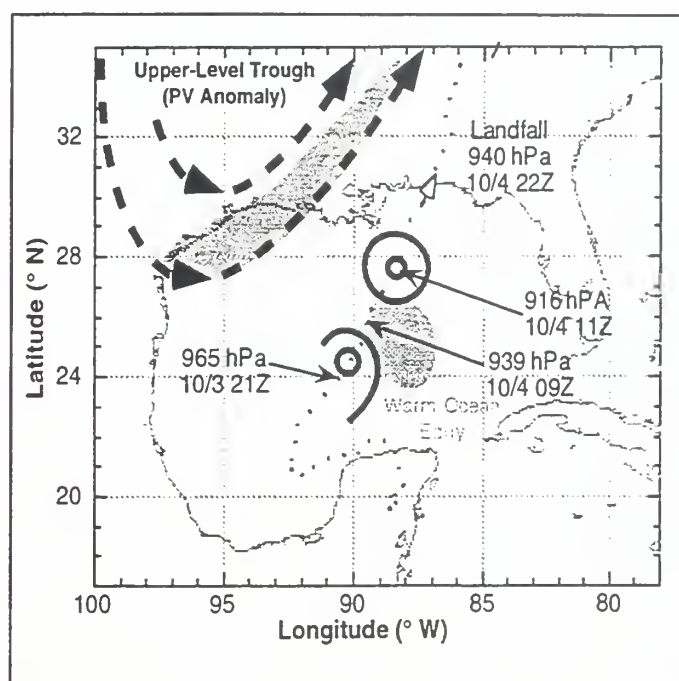 Upper-Level Trough
(PV Anomaly)
Landfall
940 hPa
10/4 22Z
916 hPA
10/4 11Z
965 hPa
10/3 21Z
939 hPa
10/4 09Z
Warm Ocean
Eddy
32
28
24
20
Latitude (° N)
100
95
90
85
80
Longitude (° W)